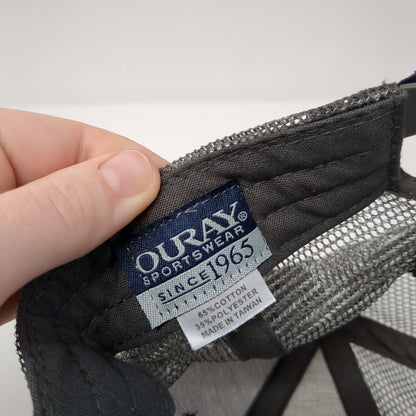 OURAY®
SPORTSWEAR
SINCE 1965
65% COTTON
35% POLYESTER
MADE IN TAIWAN